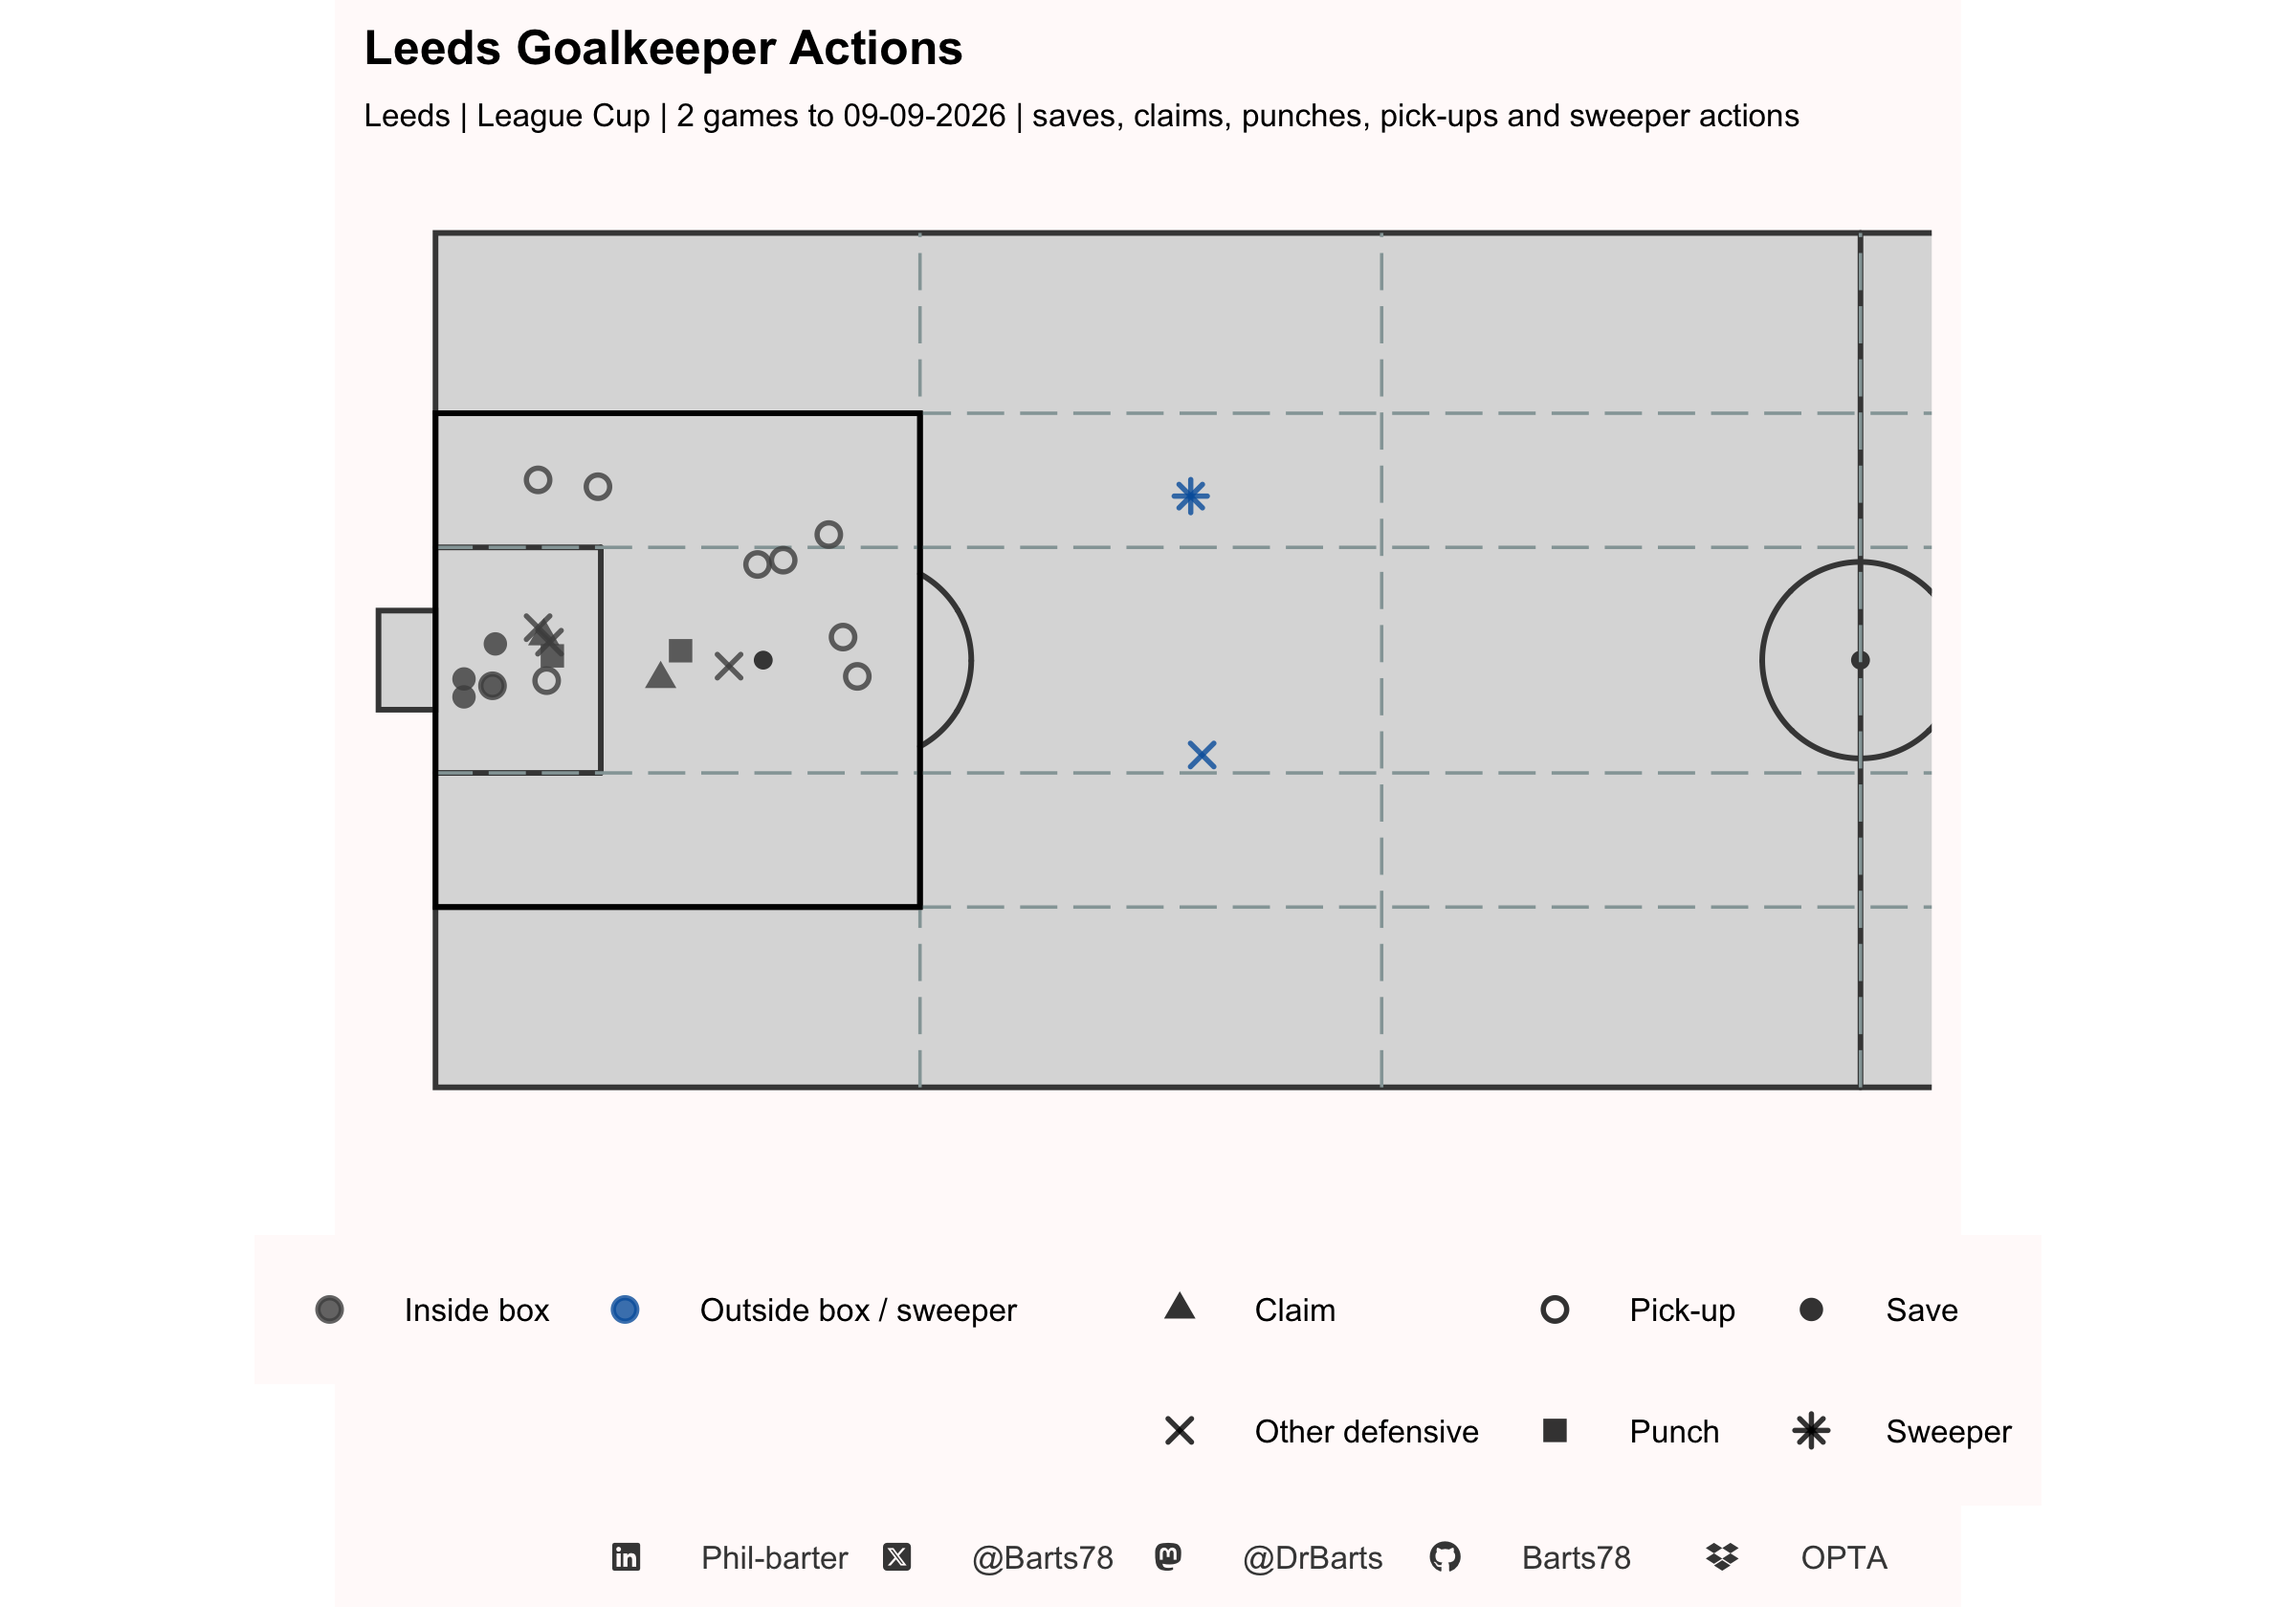 Leeds Goalkeeper Actions
Leeds | League Cup | 2 games to 09-09-2026 | saves, claims, punches, pick-ups and sweeper actions
Inside box Outside box / sweeper Claim Pick-up Save
Other defensive Punch Sweeper
Phil-barter @Barts78 @DrBarts Barts78 OPTA